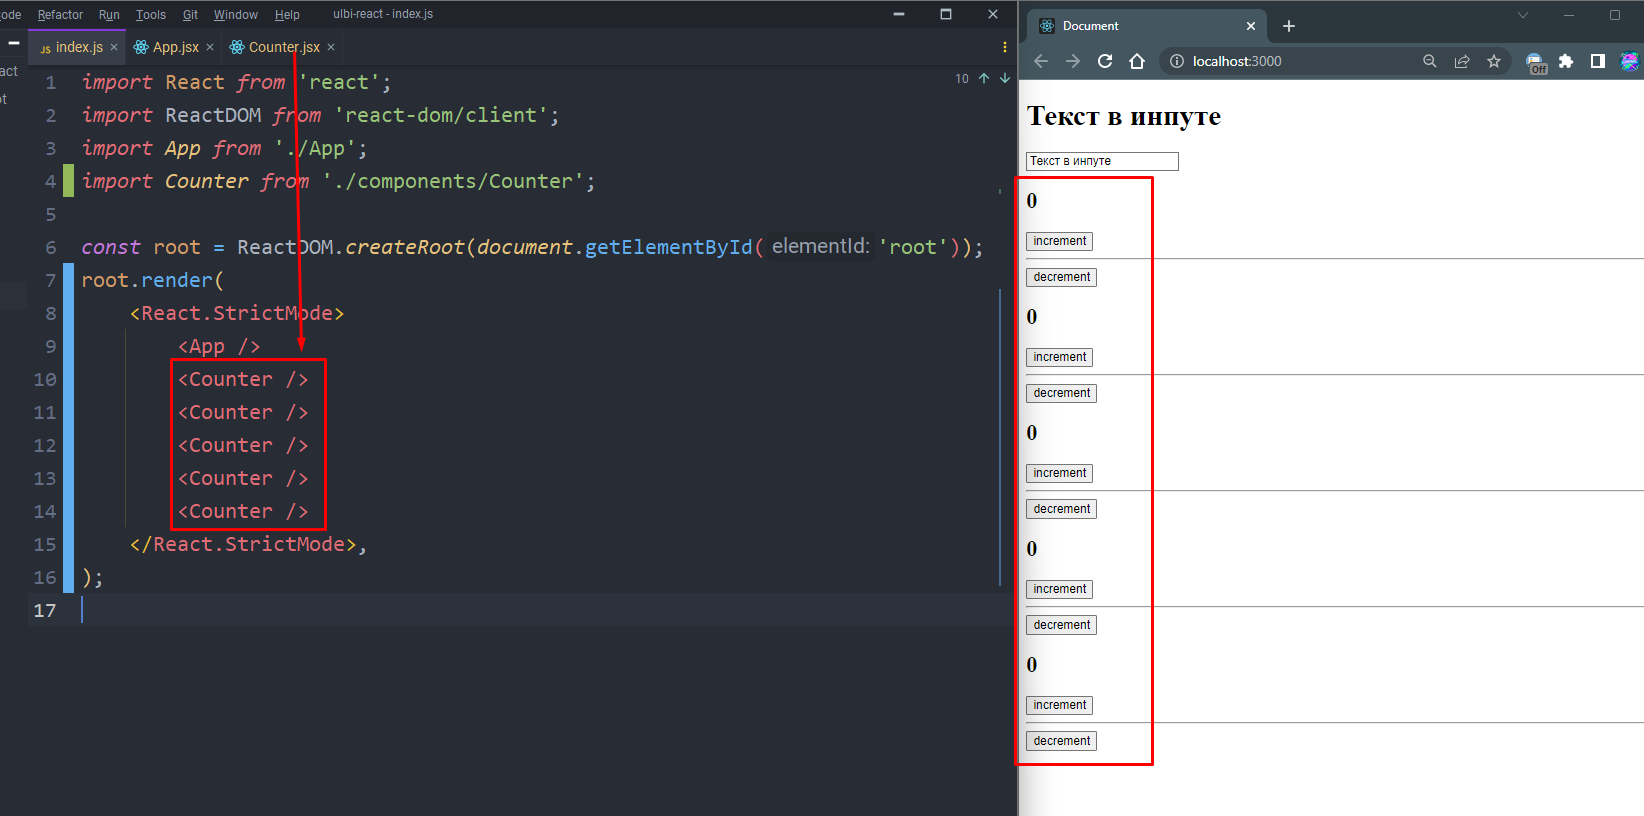 ode Refactor Run Tools Git Window Help ulbi-react - index.js
JS index.js × App.jsx × Counter.jsx ×
act
ot
10
1 import React from 'react';
2 import ReactDOM from 'react-dom/client';
3 import App from './App';
4 import Counter from './components/Counter';
5
6 const root = ReactDOM.createRoot(document.getElementById( elementId: 'root'));
7 root.render(
8 <React.StrictMode>
9 <App />
10 <Counter />
11 <Counter />
12 <Counter />
13 <Counter />
14 <Counter />
15 </React.StrictMode>,
16 );
17
Document
localhost:3000
Off
Текст в инпуте
Текст в инпуте
0
increment
decrement
0
increment
decrement
0
increment
decrement
0
increment
decrement
0
increment
decrement